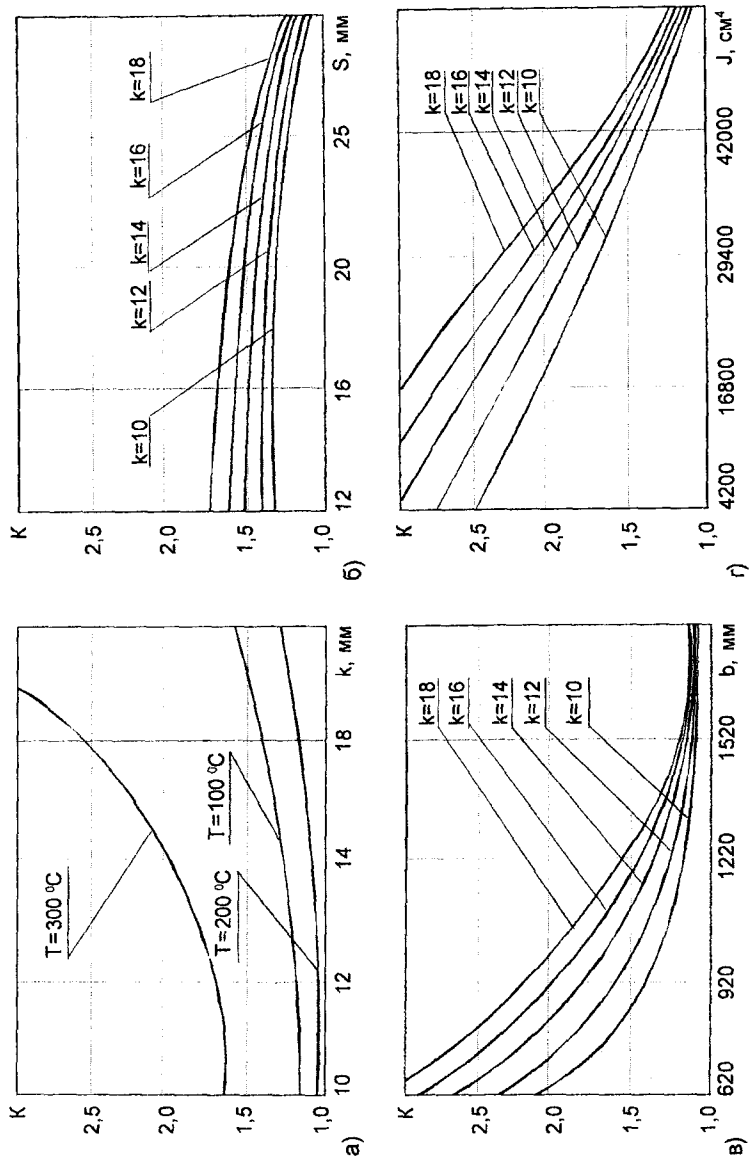 К
2,5
2,0
1,5
1,0
10
12
14
18
k, мм
T=300 ºC
T=100 ºC
T=200 ºC
а)
К
2,5
2,0
1,5
1,0
12
16
20
25
S, мм
k=10
k=12
k=14
k=16
k=18
б)
К
2,5
2,0
1,5
1,0
620
920
1220
1520
b, мм
k=18
k=16
k=14
k=12
k=10
в)
К
2,5
2,0
1,5
1,0
4200
16800
29400
42000
J, см⁴
k=18
k=16
k=14
k=12
k=10
г)